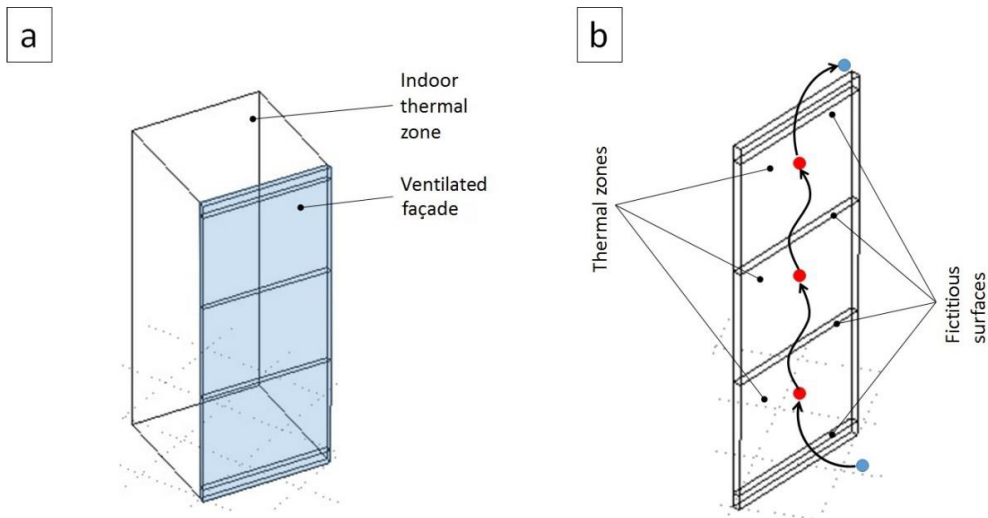 a
Indoor
thermal
zone
Ventilated
façade
b
Thermal zones
Fictitious
surfaces